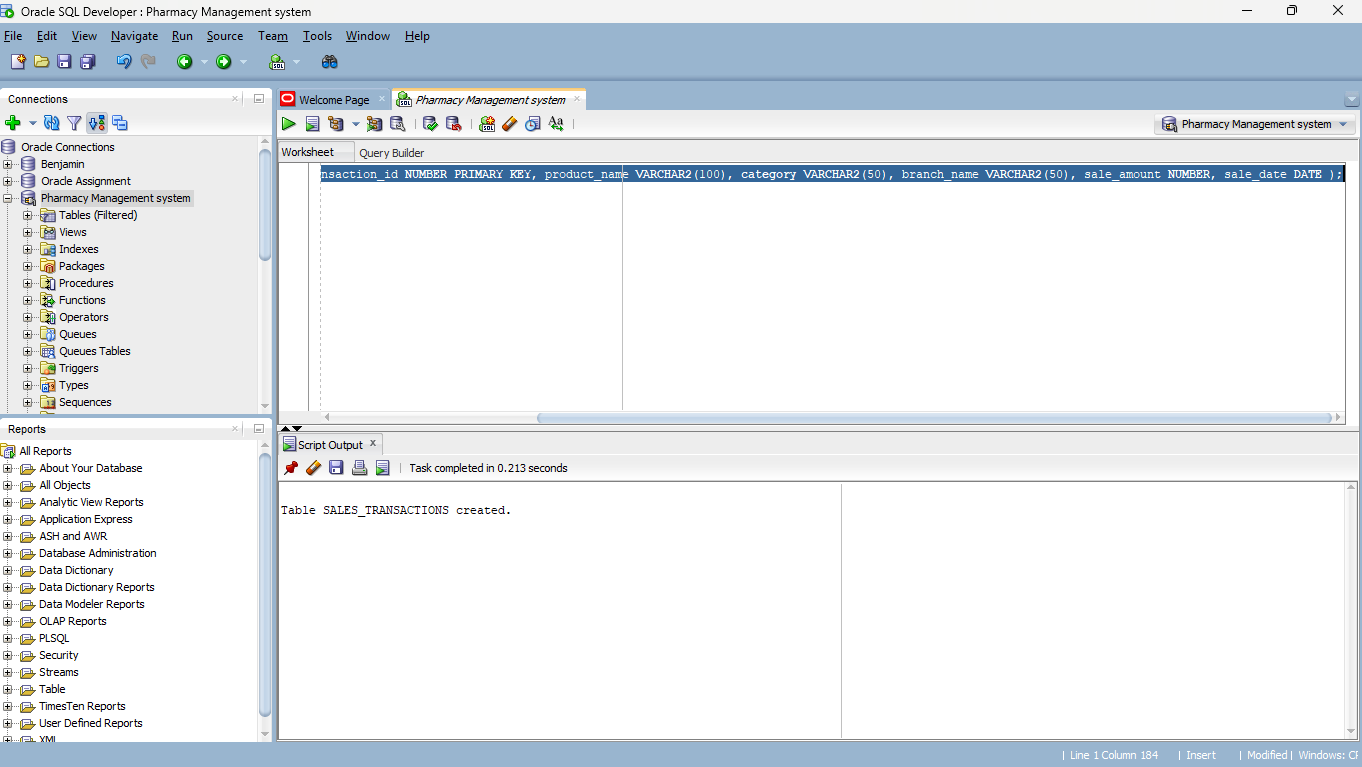 Oracle SQL Developer : Pharmacy Management system
File Edit View Navigate Run Source Team Tools Window Help
Connections
Oracle Connections
Benjamin
Oracle Assignment
Pharmacy Management system
Tables (Filtered)
Views
Indexes
Packages
Procedures
Functions
Operators
Queues
Queues Tables
Triggers
Types
Sequences
Reports
All Reports
About Your Database
All Objects
Analytic View Reports
Application Express
ASH and AWR
Database Administration
Data Dictionary
Data Dictionary Reports
Data Modeler Reports
OLAP Reports
PLSQL
Security
Streams
Table
TimesTen Reports
User Defined Reports
XML
Welcome Page
Pharmacy Management system
Pharmacy Management system
Worksheet Query Builder
nsaction_id NUMBER PRIMARY KEY, product_name VARCHAR2(100), category VARCHAR2(50), branch_name VARCHAR2(50), sale_amount NUMBER, sale_date DATE );
Script Output
Task completed in 0.213 seconds
Table SALES_TRANSACTIONS created.
| Line 1 Column 184 | Insert | Modified | Windows: CF